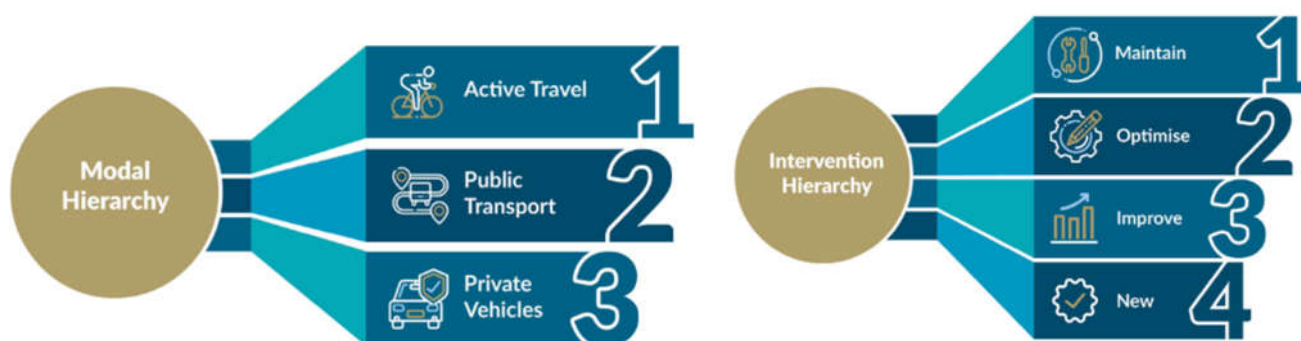 Modal
Hierarchy
Active Travel
1
Public
Transport
2
Private
Vehicles
3
Intervention
Hierarchy
Maintain
1
Optimise
2
Improve
3
New
4